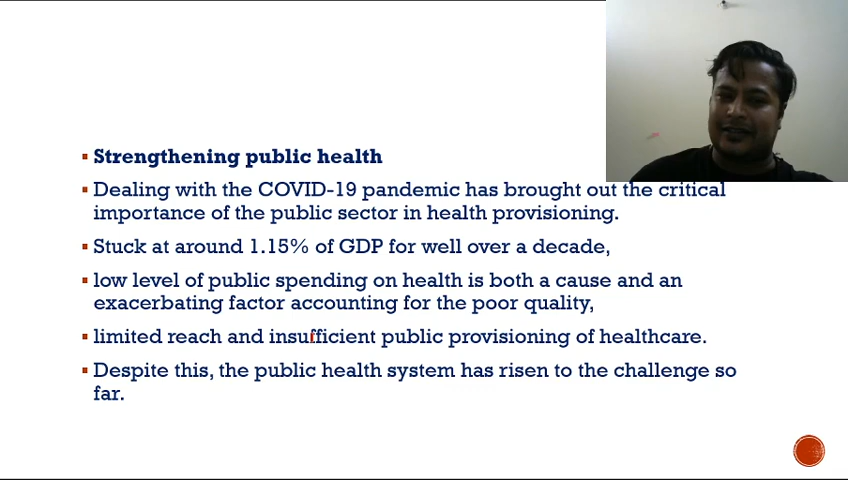 Strengthening public health
Dealing with the COVID-19 pandemic has brought out the critical
importance of the public sector in health provisioning.
Stuck at around 1.15% of GDP for well over a decade,
low level of public spending on health is both a cause and an
exacerbating factor accounting for the poor quality,
limited reach and insufficient public provisioning of healthcare.
Despite this, the public health system has risen to the challenge so
far.